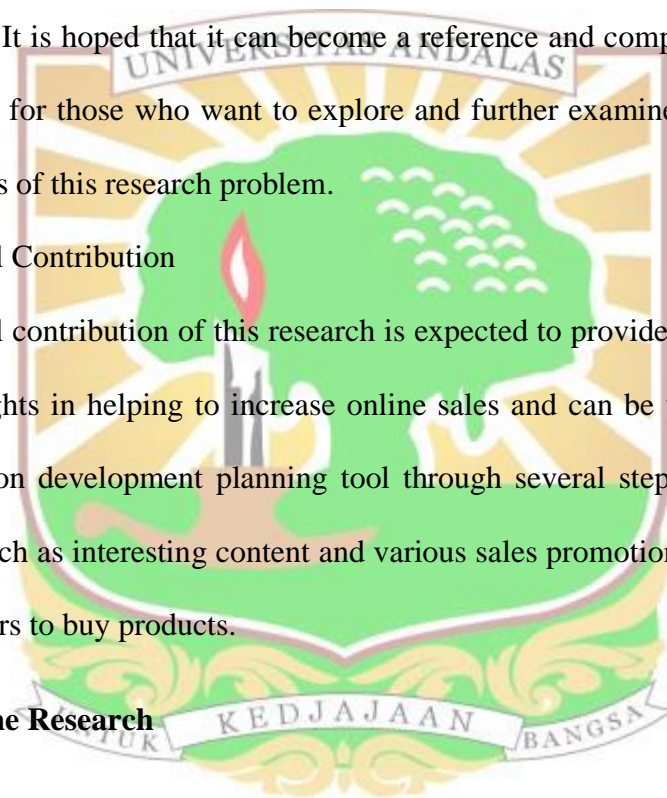 It is hoped that it can become a reference and comp
UNIVERSITAS ANDALAS
for those who want to explore and further examine
s of this research problem.
l Contribution
l contribution of this research is expected to provide
ghts in helping to increase online sales and can be
on development planning tool through several step
ch as interesting content and various sales promotion
rs to buy products.
ne Research
UNTUK KEDJAJAAN BANGSA